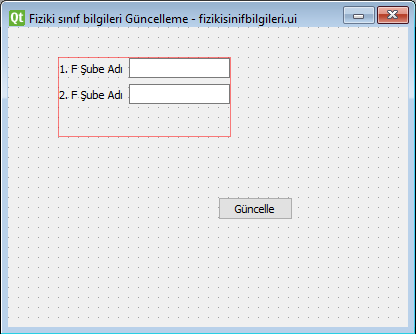 Qt Fiziki sınıf bilgileri Güncelleme - fizikisinifbilgileri.ui
1. F Şube Adı
2. F Şube Adı
Güncelle